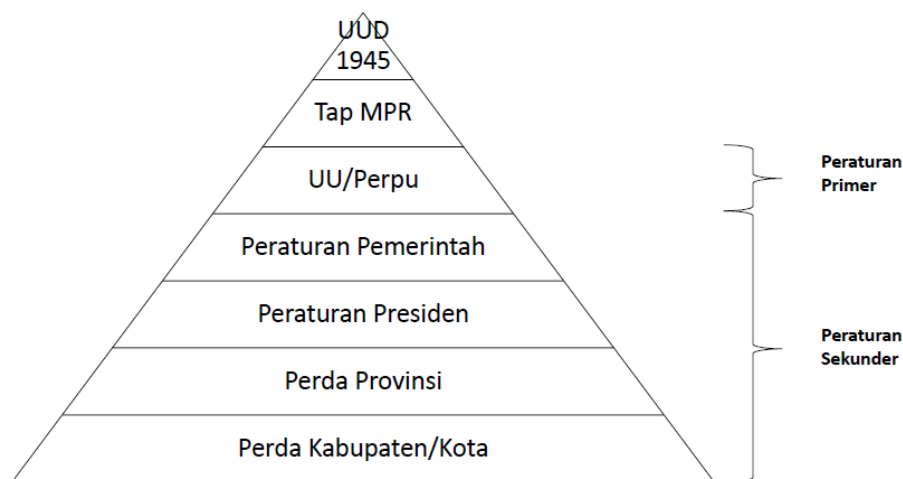 UUD
1945
Tap MPR
UU/Perpu
Peraturan
Primer
Peraturan Pemerintah
Peraturan Presiden
Peraturan
Sekunder
Perda Provinsi
Perda Kabupaten/Kota